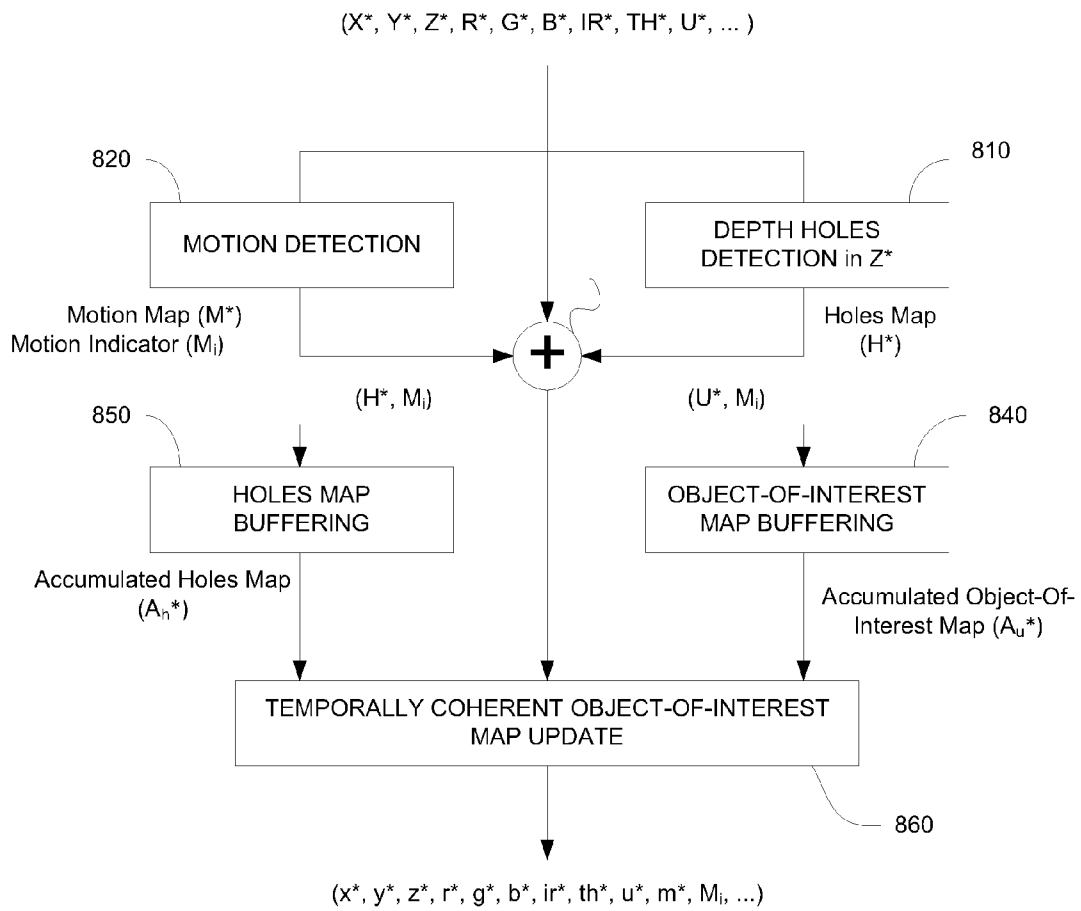 (X*, Y*, Z*, R*, G*, B*, IR*, TH*, U*, ... )
820
810
MOTION DETECTION
DEPTH HOLES
DETECTION in Z*
Motion Map (M*)
Motion Indicator (Mi)
Holes Map
(H*)
+
(H*, Mi)
(U*, Mi)
850
840
HOLES MAP
BUFFERING
OBJECT-OF-INTEREST
MAP BUFFERING
Accumulated Holes Map
(Ah*)
Accumulated Object-Of-
Interest Map (Au*)
TEMPORALLY COHERENT OBJECT-OF-INTEREST
MAP UPDATE
860
(x*, y*, z*, r*, g*, b*, ir*, th*, u*, m*, Mi, ...)